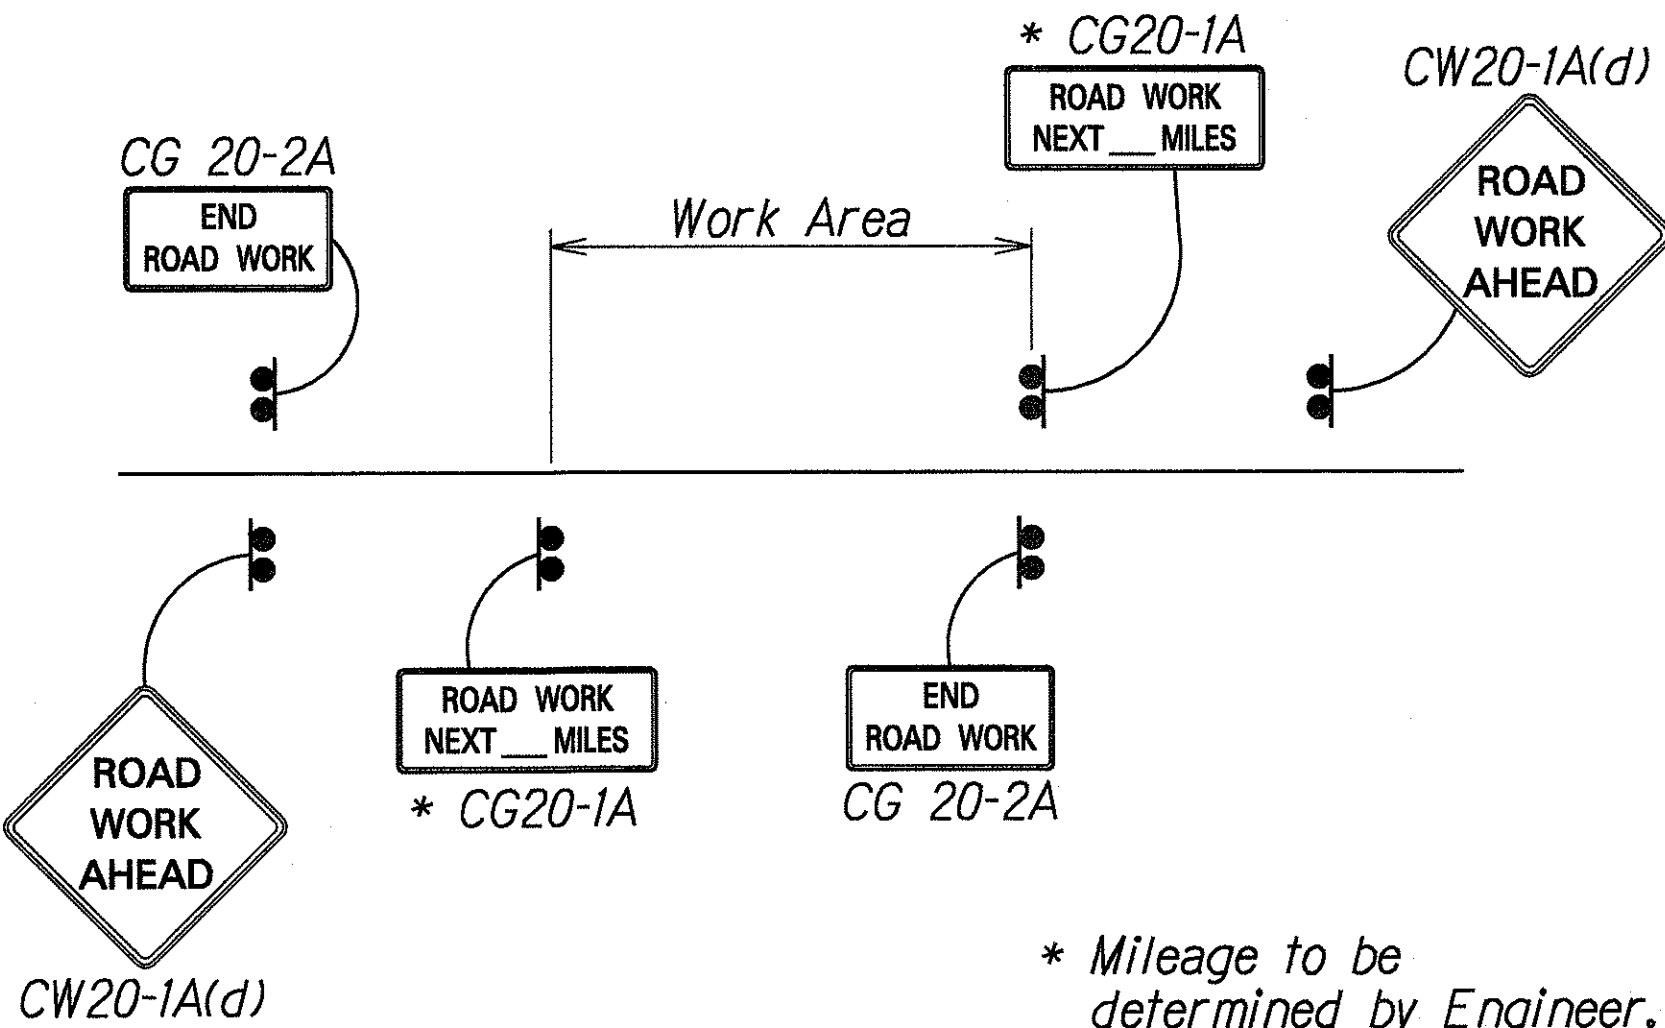 * CG20-1A
CW20-1A(d)
ROAD WORK
NEXT ___ MILES
CG 20-2A
END
ROAD WORK
Work Area
ROAD
WORK
AHEAD
ROAD WORK
NEXT ___ MILES
* CG20-1A
END
ROAD WORK
CG 20-2A
ROAD
WORK
AHEAD
CW20-1A(d)
* Mileage to be
determined by Engineer.